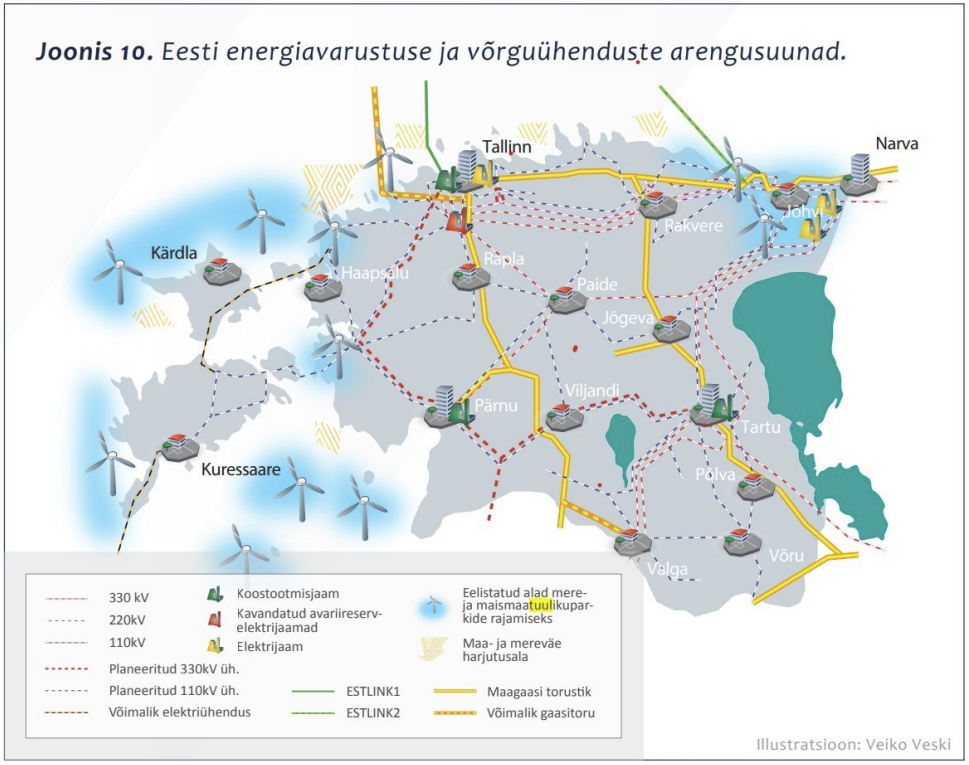 Joonis 10. Eesti energiavarustuse ja võrguühenduste arengusuunad.
Tallinn
Narva
Jõhvi
Rakvere
Kärdla
Haapsalu
Rapla
Paide
Jõgeva
Pärnu
Viljandi
Tartu
Kuressaare
Põlva
Valga
Võru
330 kV
220kV
110kV
Planeeritud 330kV üh.
Planeeritud 110kV üh.
Võimalik elektriühendus
Koostootmisjaam
Kavandatud avariireserv-
elektrijaamad
Elektrijaam
ESTLINK1
ESTLINK2
Eelistatud alad mere-
ja maismaatuulikupar-
kide rajamiseks
Maa- ja mereväe
harjutusala
Maagaasi torustik
Võimalik gaasitoru
Illustratsioon: Veiko Veski